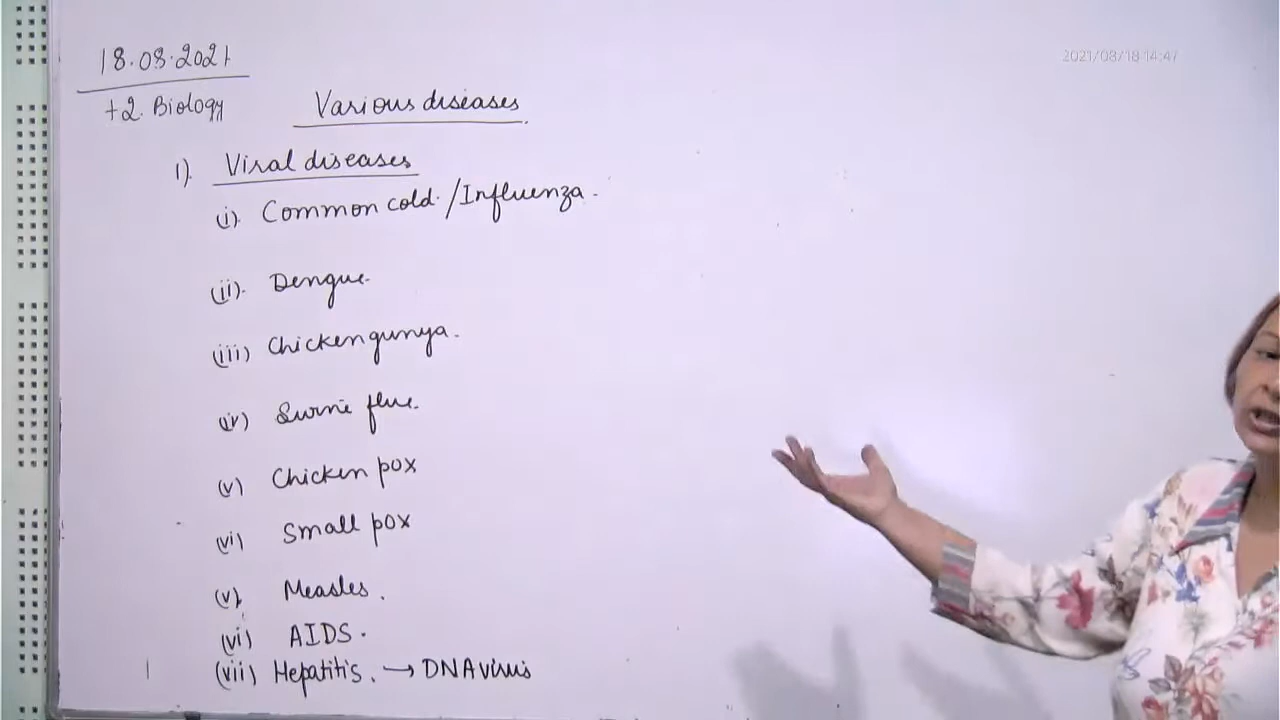 18.08.2021
2021/08/18 14:47
+2. Biology
Various diseases
1). Viral diseases
(i). Common cold. /Influenza.
(ii). Dengue.
(iii) Chickengunya.
(iv) Swine flue.
(v) Chicken pox
(vi) Small pox
(v). Measles.
(vi) AIDS.
(vii) Hepatitis. → DNA virus